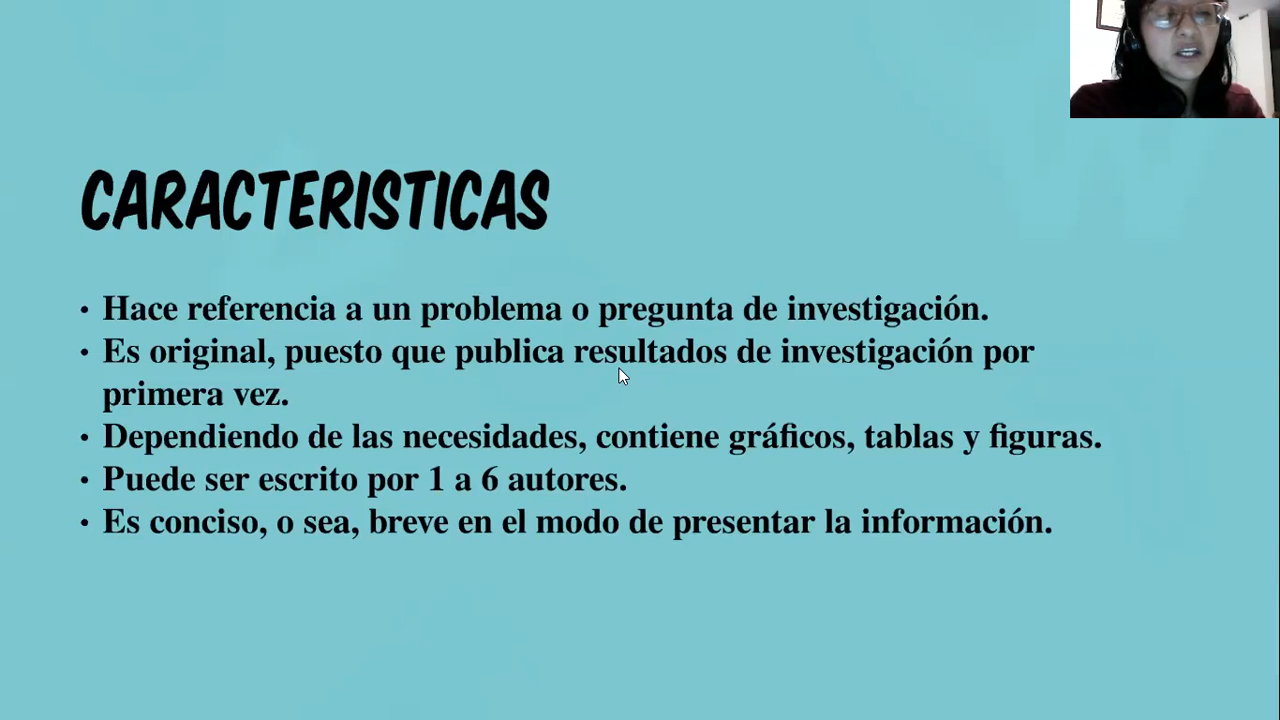 CARACTERISTICAS
• Hace referencia a un problema o pregunta de investigación.
• Es original, puesto que publica resultados de investigación por
primera vez.
• Dependiendo de las necesidades, contiene gráficos, tablas y figuras.
• Puede ser escrito por 1 a 6 autores.
• Es conciso, o sea, breve en el modo de presentar la información.